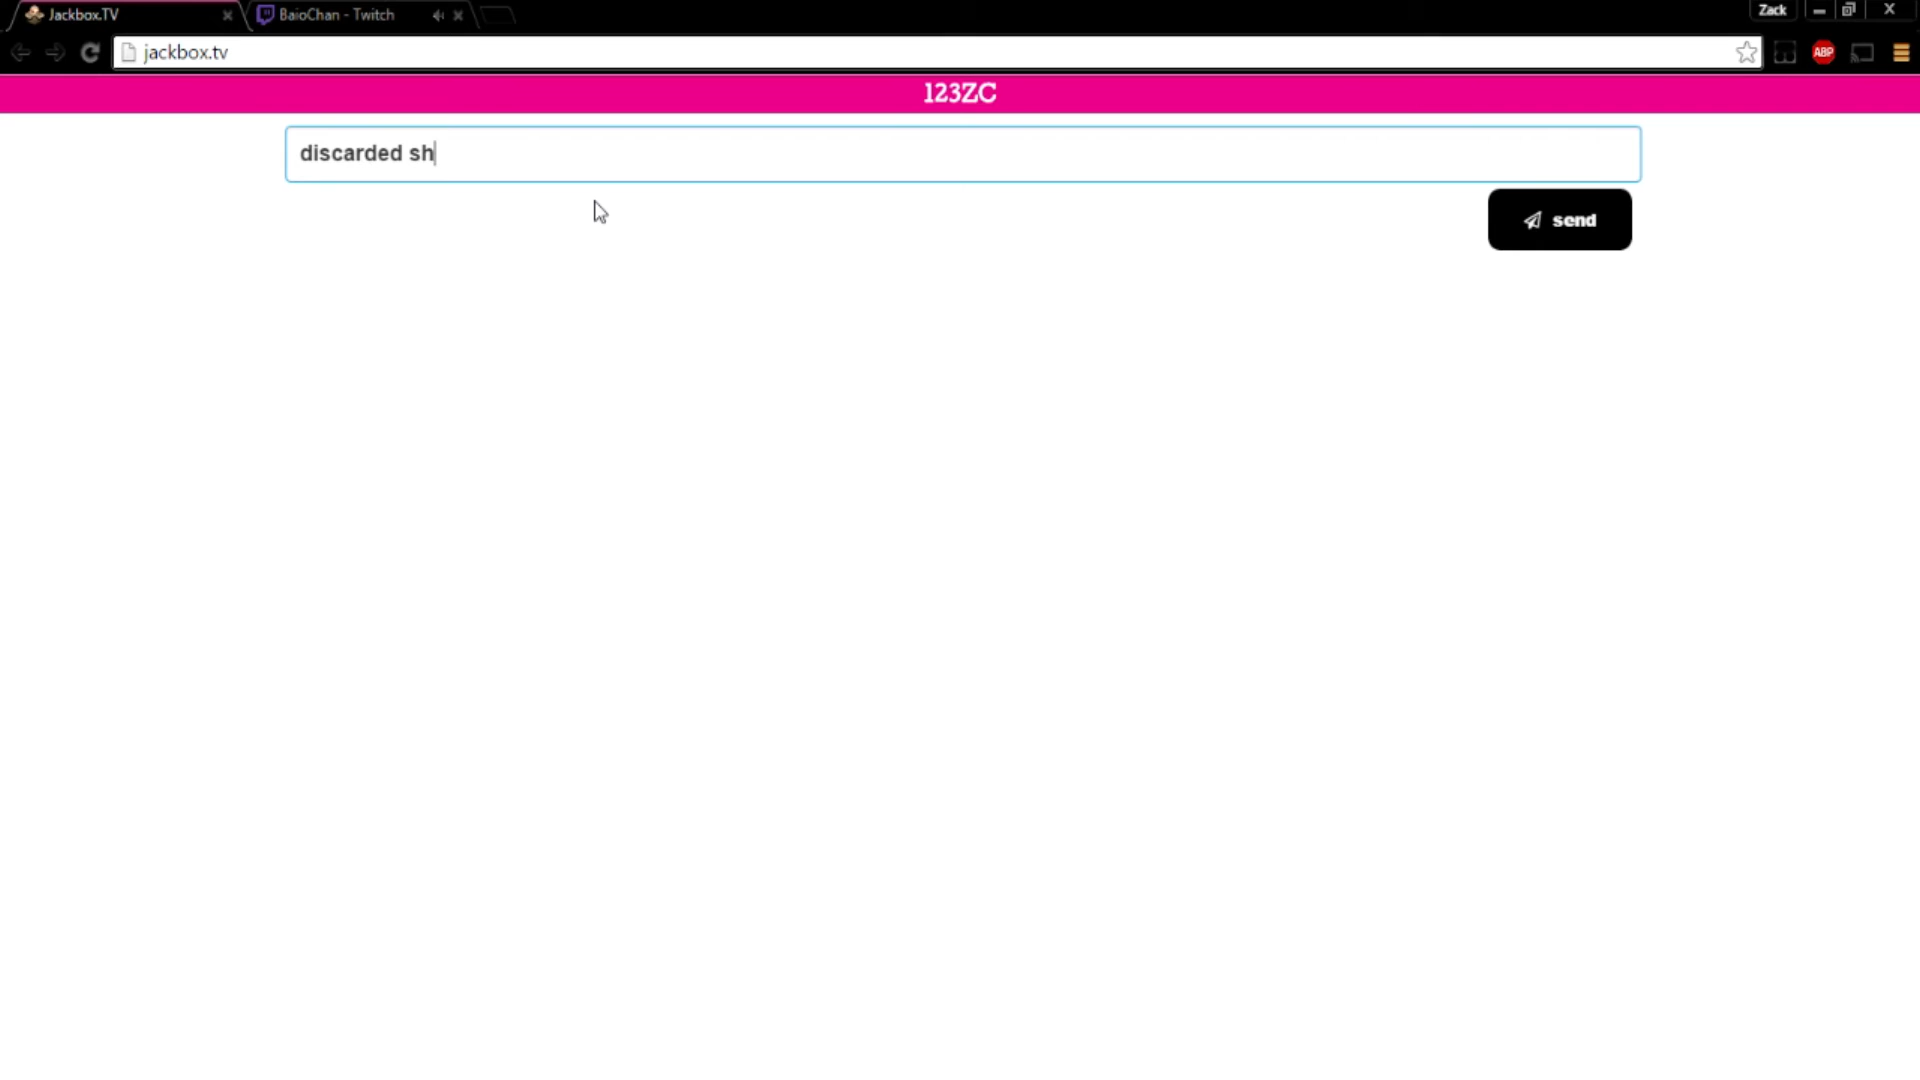 Jackbox.TV
BaioChan - Twitch
Zack
jackbox.tv
ABP
123ZC
discarded sh
send